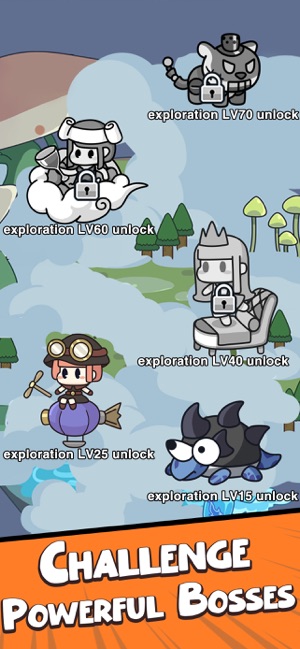 exploration LV70 unlock
exploration LV60 unlock
exploration LV40 unlock
exploration LV25 unlock
exploration LV15 unlock
CHALLENGE
POWERFUL BOSSES